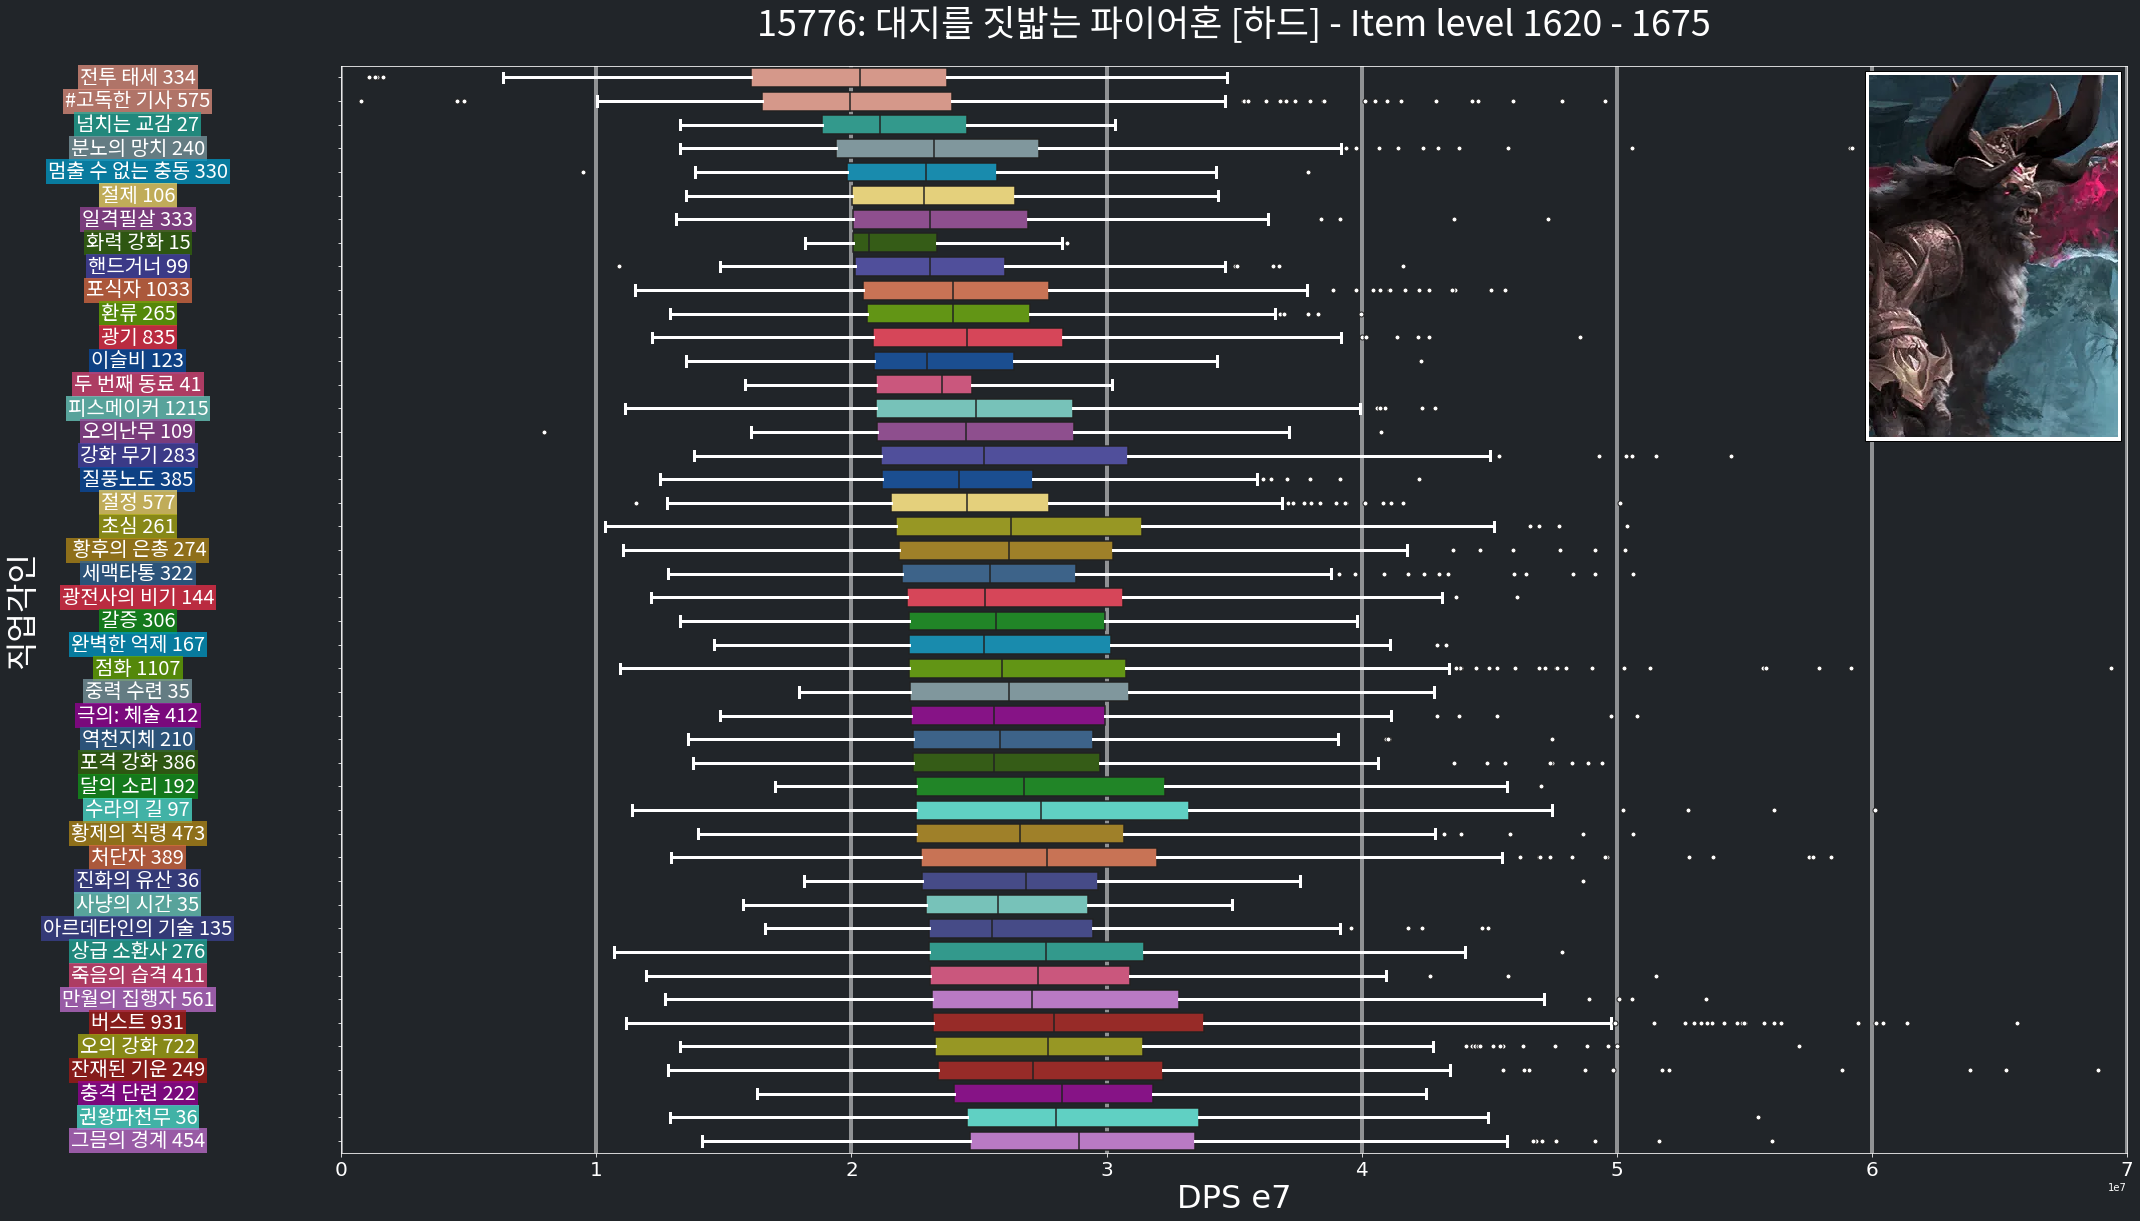 15776: 대지를 짓밟는 파이어혼 [하드] - Item level 1620 - 1675
직업각인
전투 태세 334
#고독한 기사 575
넘치는 교감 27
분노의 망치 240
멈출 수 없는 충동 330
절제 106
일격필살 333
화력 강화 15
핸드거너 99
포식자 1033
환류 265
광기 835
이슬비 123
두 번째 동료 41
피스메이커 1215
오의난무 109
강화 무기 283
질풍노도 385
절정 577
초심 261
황후의 은총 274
세맥타통 322
광전사의 비기 144
갈증 306
완벽한 억제 167
점화 1107
중력 수련 35
극의: 체술 412
역천지체 210
포격 강화 386
달의 소리 192
수라의 길 97
황제의 칙령 473
처단자 389
진화의 유산 36
사냥의 시간 35
아르데타인의 기술 135
상급 소환사 276
죽음의 습격 411
만월의 집행자 561
버스트 931
오의 강화 722
잔재된 기운 249
충격 단련 222
권왕파천무 36
그믐의 경계 454
0 1 2 3 4 5 6 7
1e7
DPS e7